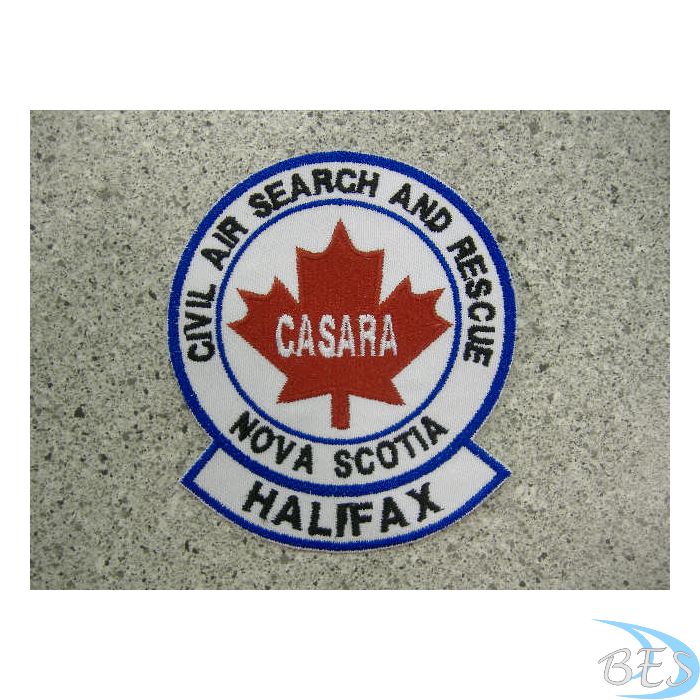 CIVIL AIR SEARCH AND RESCUE
CASARA
NOVA SCOTIA
HALIFAX
BES